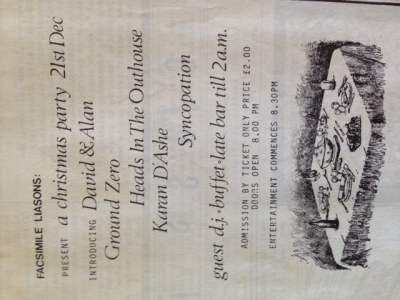 FACSIMILE LIASONS:
PRESENT a christmas party 21st Dec
INTRODUCING David & Alan
Ground Zero
Heads In The Outhouse
Karan D'Ashe
Syncopation
guest d.j.•buffet-late bar till 2a.m.
ADMISSION BY TICKET ONLY PRICE £2.00
DOORS OPEN 8.00 PM
ENTERTAINMENT COMMENCES 8.30PM